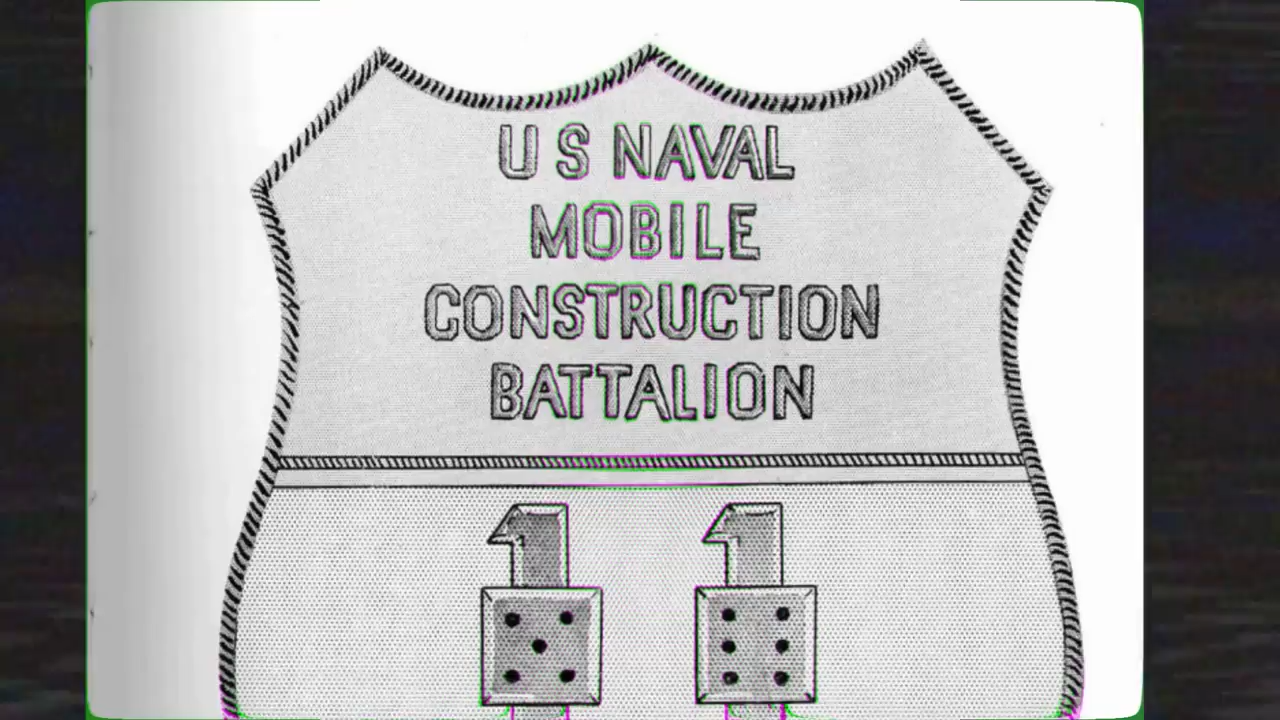 U S NAVAL
MOBILE
CONSTRUCTION
BATTALION
1 1